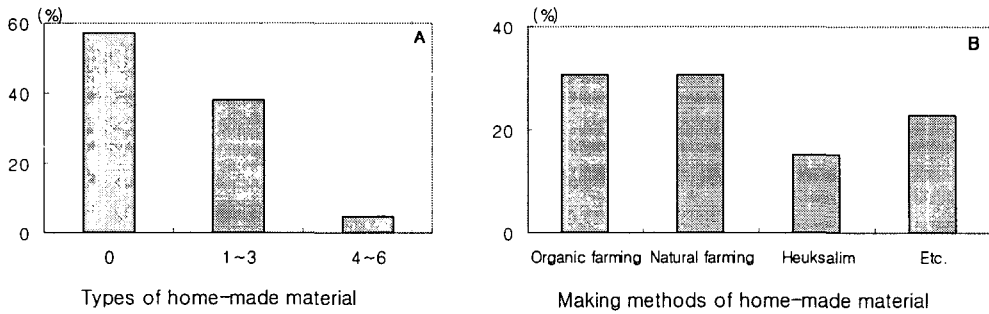 (%)
60
40
20
0
A
0 1~3 4~6
Types of home-made material
(%)
40
20
0
B
Organic farming Natural farming Heuksalim Etc.
Making methods of home-made material